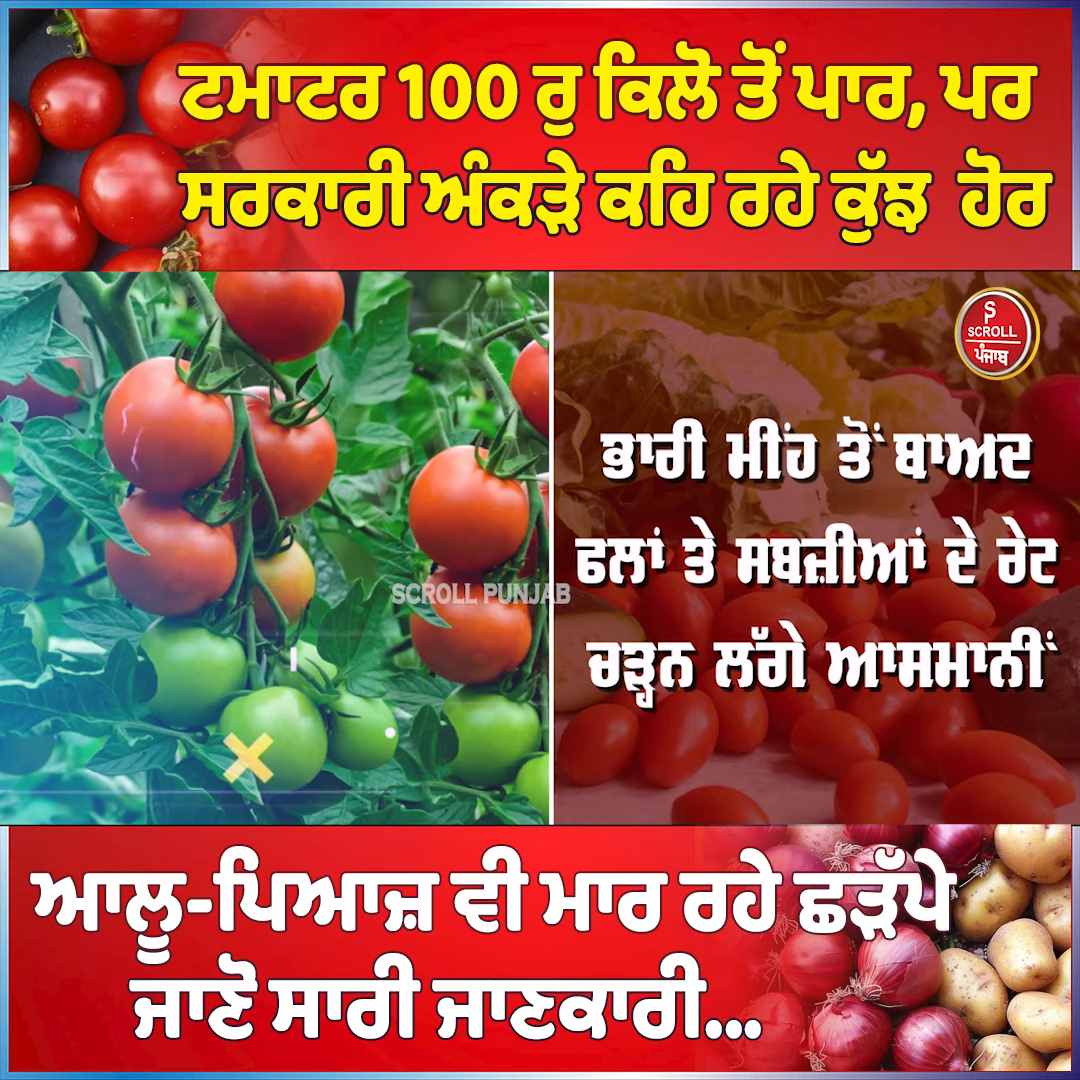 ਟਮਾਟਰ 100 ਰੁ ਕਿਲੋ ਤੋਂ ਪਾਰ, ਪਰ
ਸਰਕਾਰੀ ਅੰਕੜੇ ਕਹਿ ਰਹੇ ਕੁੱਝ ਹੋਰ
SP
SCROLL
ਪੰਜਾਬ
ਭਾਰੀ ਮੀਂਹ ਤੋਂ ਬਾਅਦ
ਫਲਾਂ ਤੇ ਸਬਜ਼ੀਆਂ ਦੇ ਰੇਟ
ਚੜ੍ਹਨ ਲੱਗੇ ਆਸਮਾਨੀਂ
SCROLL PUNJAB
ਆਲੂ-ਪਿਆਜ਼ ਵੀ ਮਾਰ ਰਹੇ ਛੜੱਪੇ
ਜਾਣੋ ਸਾਰੀ ਜਾਣਕਾਰੀ...